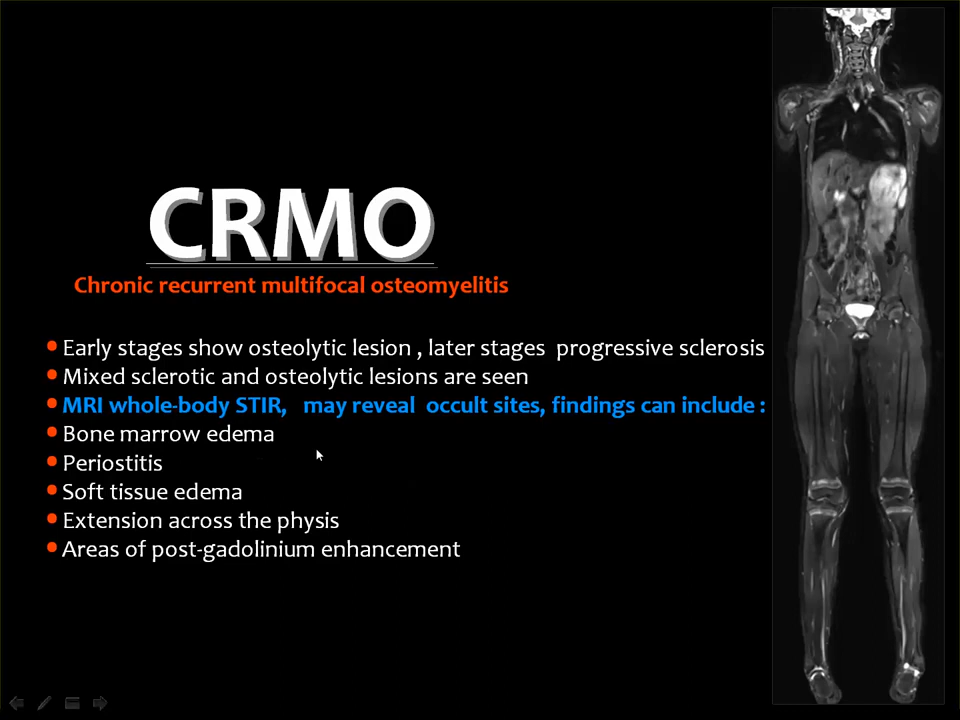 CRMO
Chronic recurrent multifocal osteomyelitis
• Early stages show osteolytic lesion , later stages progressive sclerosis
• Mixed sclerotic and osteolytic lesions are seen
• MRI whole-body STIR, may reveal occult sites, findings can include :
• Bone marrow edema
• Periostitis
• Soft tissue edema
• Extension across the physis
• Areas of post-gadolinium enhancement